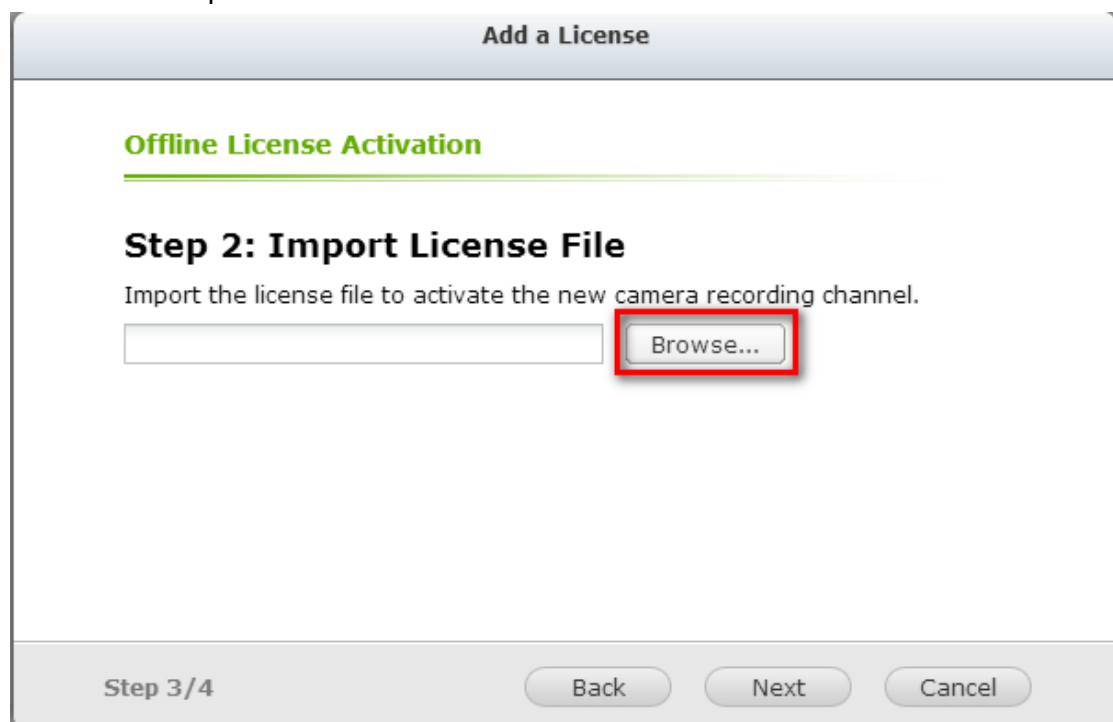 Add a License
Offline License Activation
Step 2: Import License File
Import the license file to activate the new camera recording channel.
Browse...
Step 3/4
Back
Next
Cancel